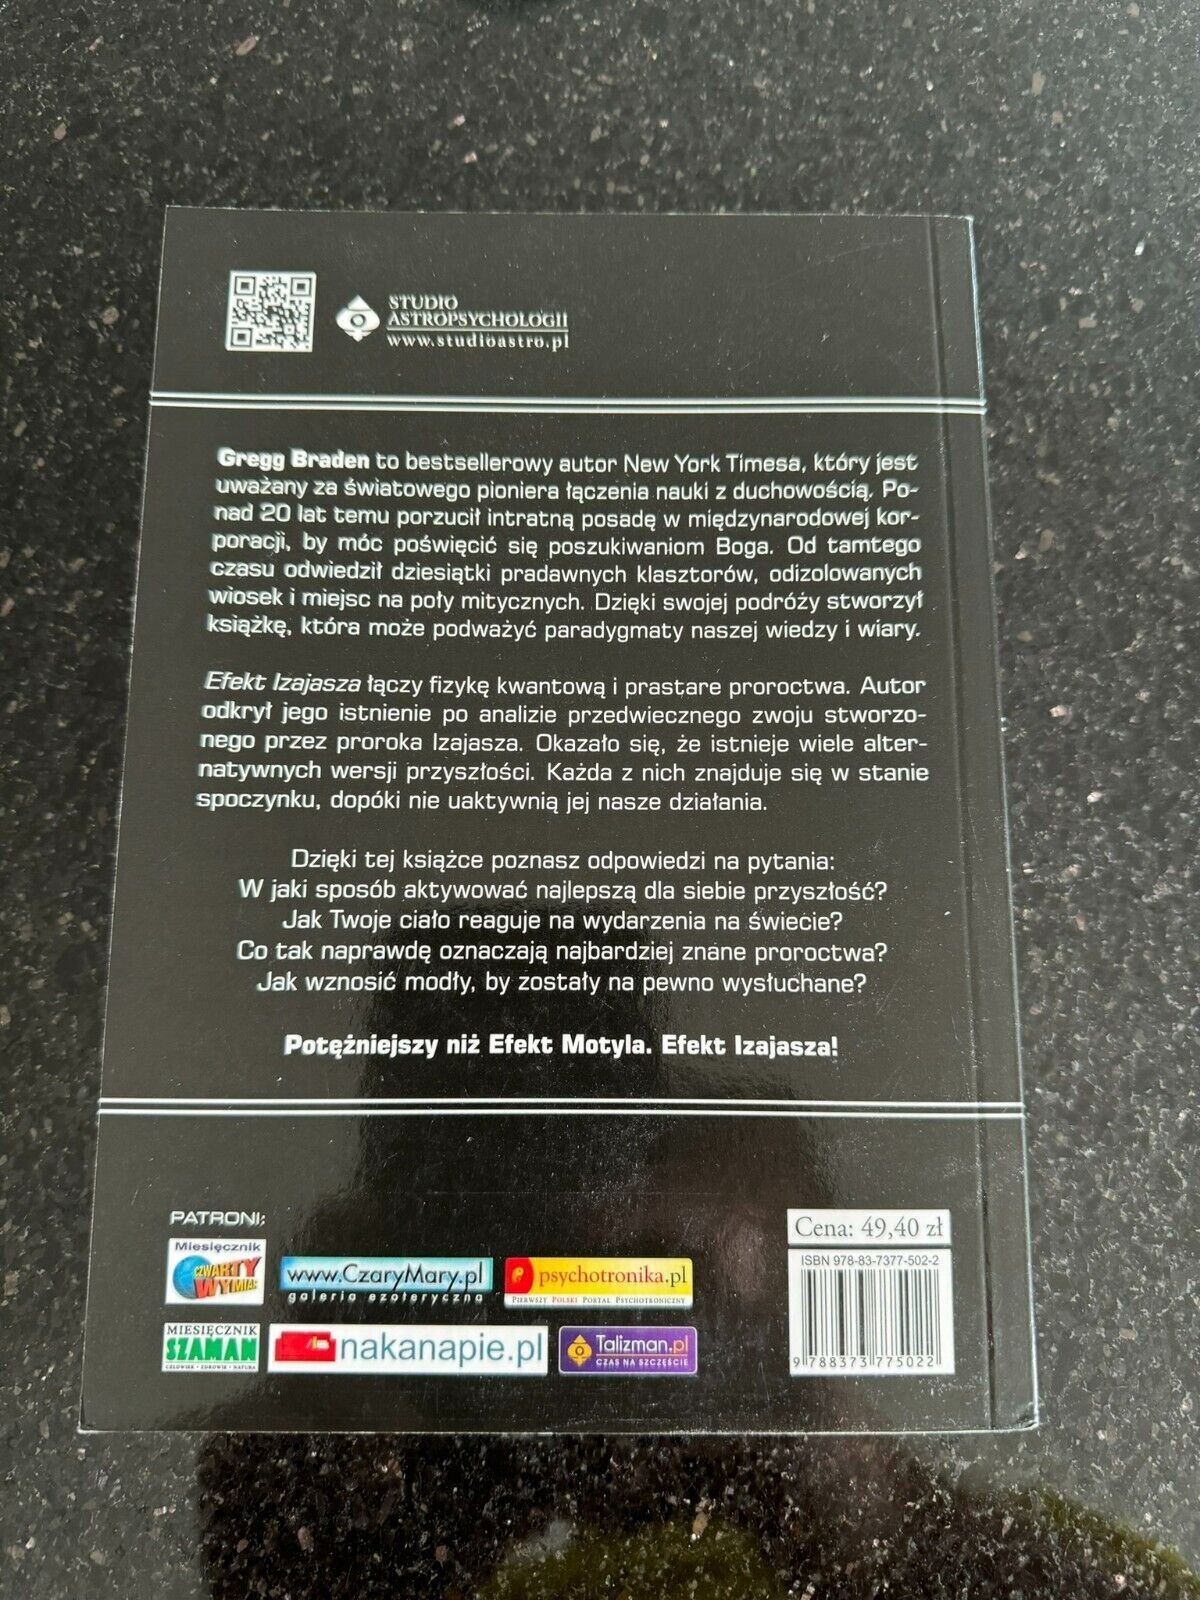 STUDIO
ASTROPSYCHOLOGII
www.studioastro.pl
Gregg Braden to bestsellerowy autor New York Timesa, który jest
uważany za światowego pioniera łączenia nauki z duchowością. Po-
nad 20 lat temu porzucił intratną posadę w międzynarodowej kor-
poracji, by móc poświęcić się poszukiwaniom Boga. Od tamtego
czasu odwiedził dziesiątki pradawnych klasztorów, odizolowanych
wiosek i miejsc na poły mitycznych. Dzięki swojej podróży stworzył
książkę, która może podważyć paradygmaty naszej wiedzy i wiary.
Efekt Izajasza łączy fizykę kwantową i prastare proroctwa. Autor
odkrył jego istnienie po analizie przedwiecznego zwoju stworzo-
nego przez proroka Izajasza. Okazało się, że istnieje wiele alter-
natywnych wersji przyszłości. Każda z nich znajduje się w stanie
spoczynku, dopóki nie uaktywnią jej nasze działania.
Dzięki tej książce poznasz odpowiedzi na pytania:
W jaki sposób aktywować najlepszą dla siebie przyszłość?
Jak Twoje ciało reaguje na wydarzenia na świecie?
Co tak naprawdę oznaczają najbardziej znane proroctwa?
Jak wznosić modły, by zostały na pewno wysłuchane?
Potężniejszy niż Efekt Motyla. Efekt Izajasza!
PATRONI:
Miesięcznik
CZWARTY
WYMIAR
www.CzaryMary.pl
galeria ezoteryczna
psychotronika.pl
PIERWSZY POLSKI PORTAL PSYCHOTRONICZNY
MIESIĘCZNIK
SZAMAN
CZŁOWIEK • ZDROWIE • NATURA
nakanapie.pl
Talizman.pl
CZAS NA SZCZĘŚCIE
Cena: 49,40 zł
ISBN 978-83-7377-502-2
9 788373 775022